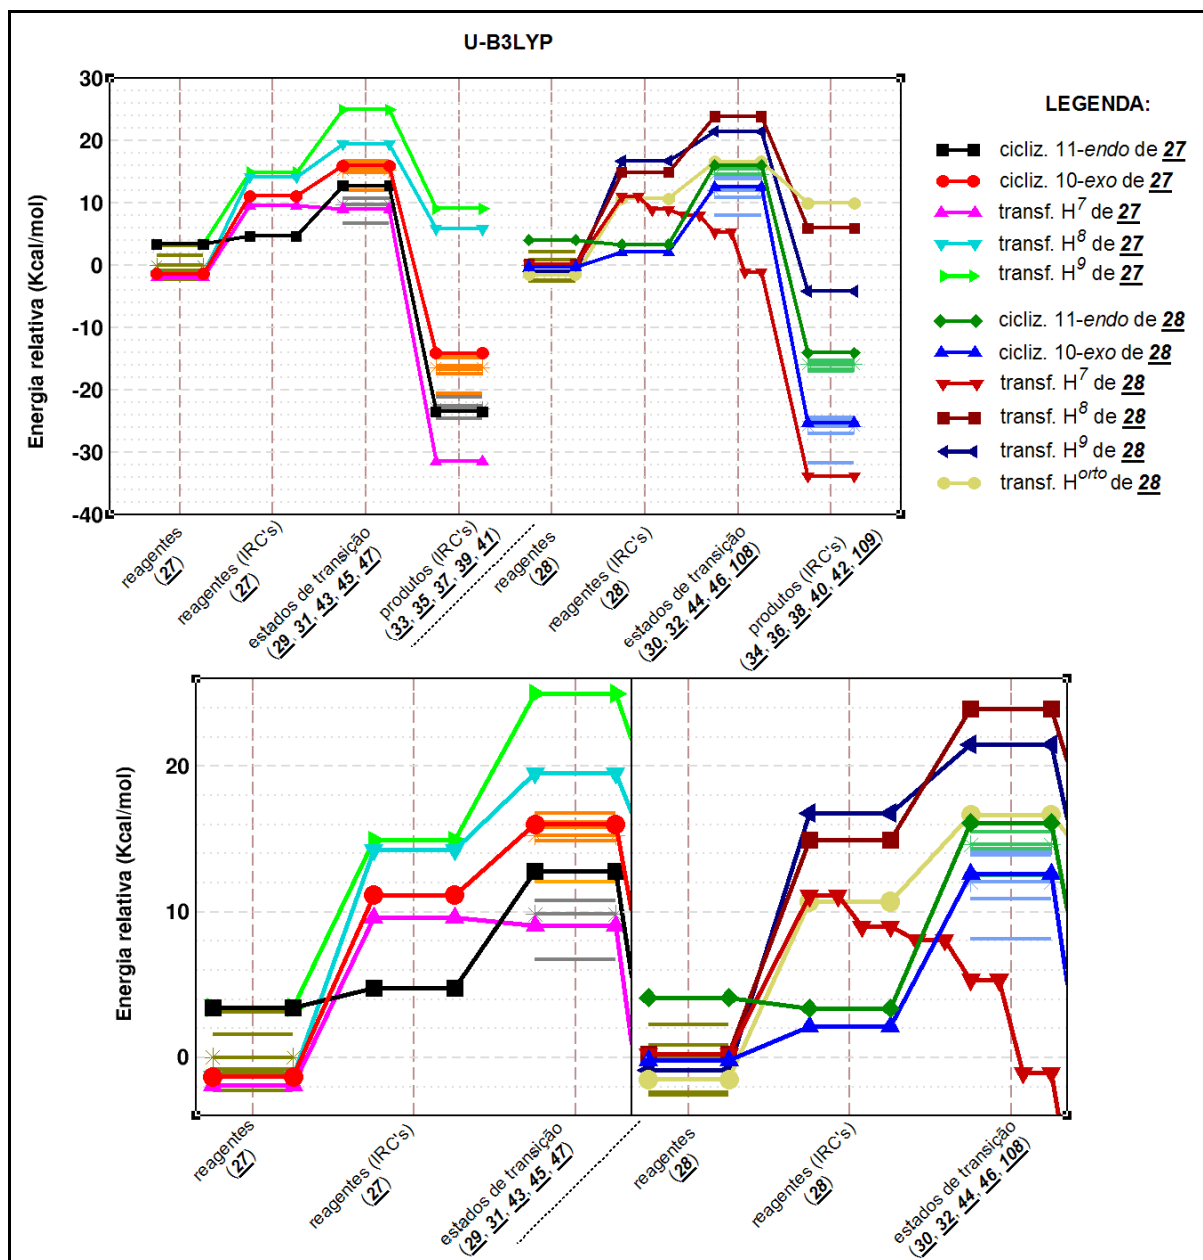 U-B3LYP
Energia relativa (Kcal/mol)
30
20
10
0
-10
-20
-30
-40
reagentes
(27)
reagentes (IRC's)
(27)
estados de transição
(29, 31, 43, 45, 47)
produtos (IRC's)
(33, 35, 37, 39, 41)
reagentes
(28)
reagentes (IRC's)
(28)
estados de transição
(30, 32, 44, 46, 108)
produtos (IRC's)
(34, 36, 38, 40, 42, 109)
LEGENDA:
cicliz. 11-endo de 27
cicliz. 10-exo de 27
transf. H⁷ de 27
transf. H⁸ de 27
transf. H⁹ de 27
cicliz. 11-endo de 28
cicliz. 10-exo de 28
transf. H⁷ de 28
transf. H⁸ de 28
transf. H⁹ de 28
transf. Horto de 28
Energia relativa (Kcal/mol)
20
10
0
reagentes
(27)
reagentes (IRC's)
(27)
estados de transição
(29, 31, 43, 45, 47)
reagentes
(28)
reagentes (IRC's)
(28)
estados de transição
(30, 32, 44, 46, 108)